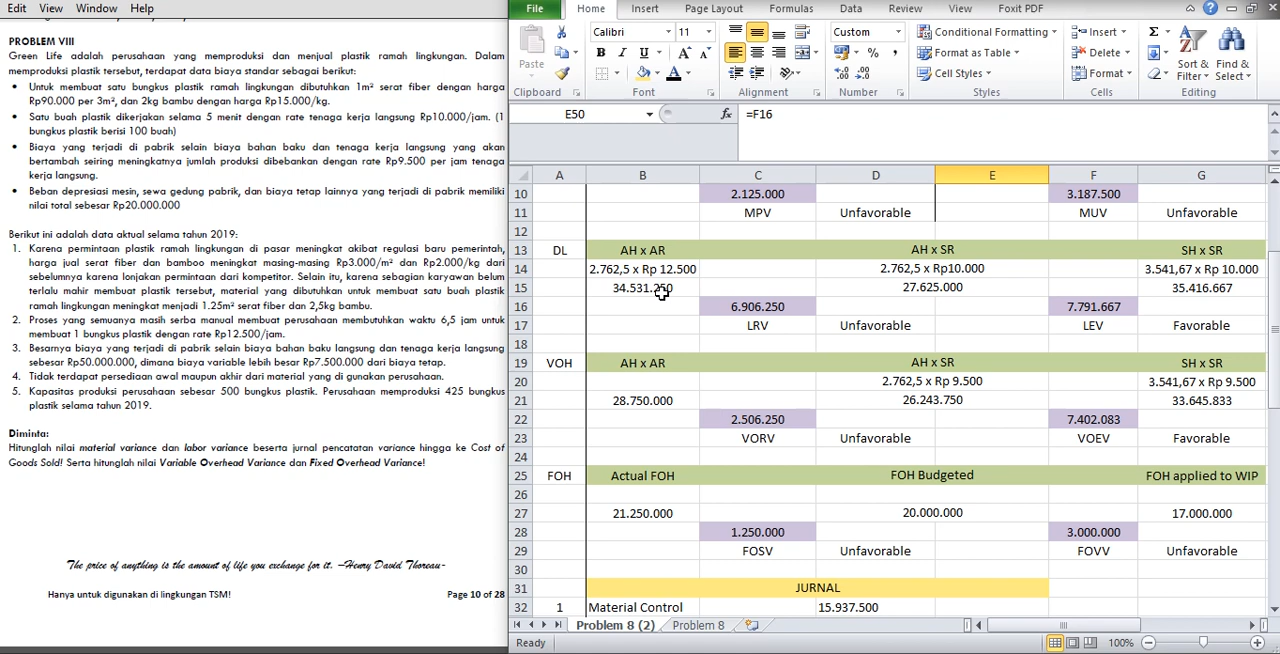 Edit View Window Help
PROBLEM VIII
Green Life adalah perusahaan yang memproduksi dan menjual plastik ramah lingkungan. Dalam
memproduksi plastik tersebut, terdapat data biaya standar sebagai berikut:
• Untuk membuat satu bungkus plastik ramah lingkungan dibutuhkan 1m² serat fiber dengan harga
Rp90.000 per 3m², dan 2kg bambu dengan harga Rp15.000/kg.
• Satu buah plastik dikerjakan selama 5 menit dengan rate tenaga kerja langsung Rp10.000/jam. (1
bungkus plastik berisi 100 buah)
• Biaya yang terjadi di pabrik selain biaya bahan baku dan tenaga kerja langsung yang akan
bertambah seiring meningkatnya jumlah produksi dibebankan dengan rate Rp9.500 per jam tenaga
kerja langsung.
• Beban depresiasi mesin, sewa gedung pabrik, dan biaya tetap lainnya yang terjadi di pabrik memiliki
nilai total sebesar Rp20.000.000
Berikut ini adalah data aktual selama tahun 2019:
1. Karena permintaan plastik ramah lingkungan di pasar meningkat akibat regulasi baru pemerintah,
harga jual serat fiber dan bamboo meningkat masing-masing Rp3.000/m² dan Rp2.000/kg dari
sebelumnya karena lonjakan permintaan dari kompetitor. Selain itu, karena sebagian karyawan belum
terlalu mahir membuat plastik tersebut, material yang dibutuhkan untuk membuat satu buah plastik
ramah lingkungan meningkat menjadi 1.25m² serat fiber dan 2,5kg bambu.
2. Proses yang semuanya masih serba manual membuat perusahaan membutuhkan waktu 6,5 jam untuk
membuat 1 bungkus plastik dengan rate Rp12.500/jam.
3. Besarnya biaya yang terjadi di pabrik selain biaya bahan baku langsung dan tenaga kerja langsung
sebesar Rp50.000.000, dimana biaya variable lebih besar Rp7.500.000 dari biaya tetap.
4. Tidak terdapat persediaan awal maupun akhir dari material yang di gunakan perusahaan.
5. Kapasitas produksi perusahaan sebesar 500 bungkus plastik. Perusahaan memproduksi 425 bungkus
plastik selama tahun 2019.
Diminta:
Hitunglah nilai material variance dan labor variance beserta jurnal pencatatan variance hingga ke Cost of
Goods Sold! Serta hitunglah nilai Variable Overhead Variance dan Fixed Overhead Variance!
"The price of anything is the amount of life you exchange for it. –Henry David Thoreau-
Hanya untuk digunakan di lingkungan TSM! Page 10 of 28
File Home Insert Page Layout Formulas Data Review View Foxit PDF
Paste Calibri 11 Custom Conditional Formatting Insert
B I U Format as Table Delete Sort & Find &
Cell Styles Format Filter Select
Clipboard Font Alignment Number Styles Cells Editing
E50 fx =F16
A B C D E F G
10 2.125.000 3.187.500
11 MPV Unfavorable MUV Unfavorable
12
13 DL AH x AR AH x SR SH x SR
14 2.762,5 x Rp 12.500 2.762,5 x Rp10.000 3.541,67 x Rp 10.000
15 34.531.250 27.625.000 35.416.667
16 6.906.250 7.791.667
17 LRV Unfavorable LEV Favorable
18
19 VOH AH x AR AH x SR SH x SR
20 2.762,5 x Rp 9.500 3.541,67 x Rp 9.500
21 28.750.000 26.243.750 33.645.833
22 2.506.250 7.402.083
23 VORV Unfavorable VOEV Favorable
24
25 FOH Actual FOH FOH Budgeted FOH applied to WIP
26
27 21.250.000 20.000.000 17.000.000
28 1.250.000 3.000.000
29 FOSV Unfavorable FOVV Unfavorable
30
31 JURNAL
32 1 Material Control 15.937.500
Problem 8 (2) Problem 8
Ready 100%